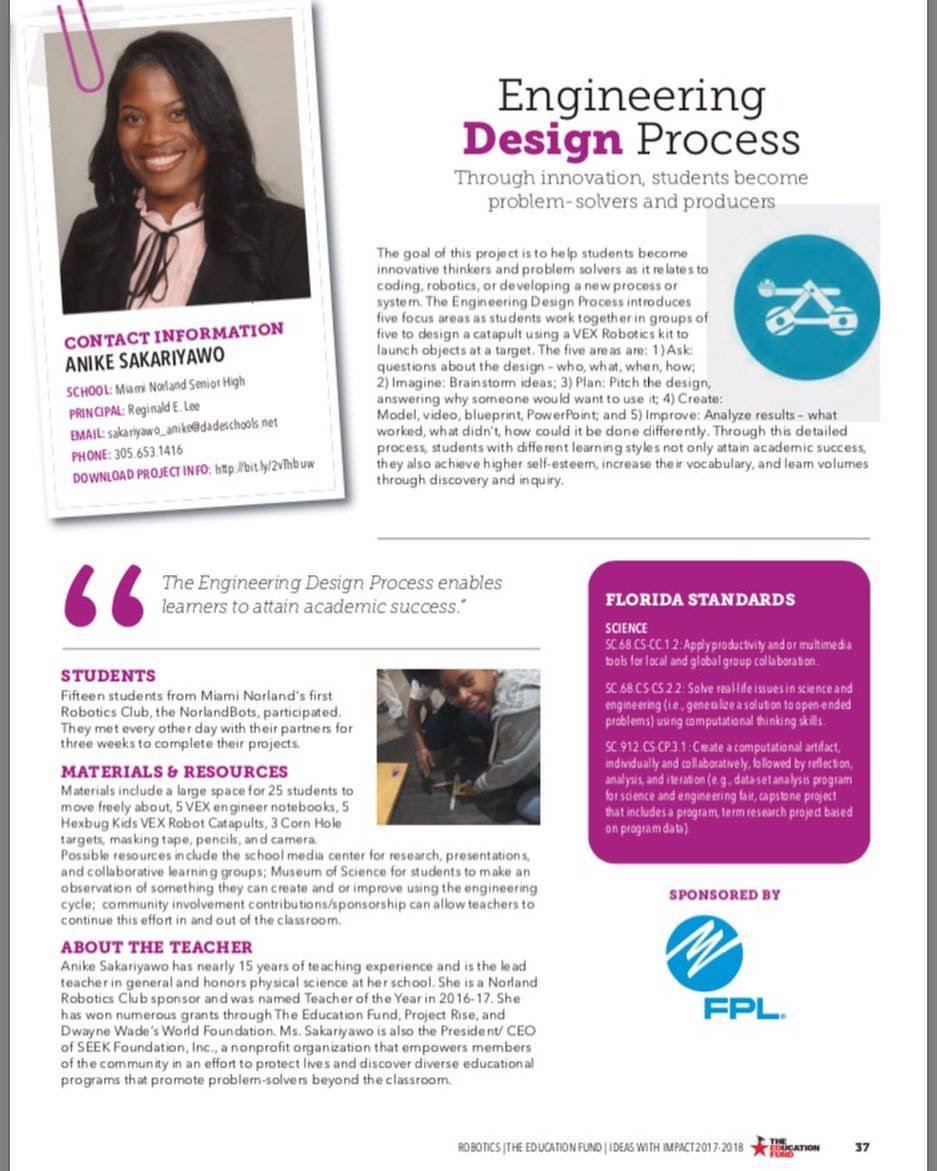 Engineering
Design Process
Through innovation, students become
problem-solvers and producers
CONTACT INFORMATION
ANIKE SAKARIYAWO
SCHOOL: Miami Norland Senior High
PRINCIPAL: Reginald E. Lee
EMAIL: sakariyawo_anike@dadeschools.net
PHONE: 305.653.1416
DOWNLOAD PROJECT INFO: http://bit.ly/2vThbuw
The goal of this project is to help students become
innovative thinkers and problem solvers as it relates to
coding, robotics, or developing a new process or
system. The Engineering Design Process introduces
five focus areas as students work together in groups of
five to design a catapult using a VEX Robotics kit to
launch objects at a target. The five areas are: 1) Ask:
questions about the design – who, what, when, how;
2) Imagine: Brainstorm ideas; 3) Plan: Pitch the design,
answering why someone would need to use it; 4) Create:
Model, video, blueprint, PowerPoint; and 5) Improve: Analyze results – what
worked, what didn't, how could it be done differently. Through this detailed
process, students with different learning styles not only attain academic success,
they also achieve higher self-esteem, increase their vocabulary, and learn volumes
through discovery and inquiry.
“ The Engineering Design Process enables
learners to attain academic success.”
STUDENTS
Fifteen students from Miami Norland's first
Robotics Club, the NorlandBots, participated.
They met every other day with their partners for
three weeks to complete their projects.
MATERIALS & RESOURCES
Materials include a large space for 25 students to
move freely about, 5 VEX engineer notebooks, 5
Hexbug Kids VEX Robot Catapults, 3 Corn Hole
targets, masking tape, pencils, and camera.
Possible resources include the school media center for research, presentations,
and collaborative learning groups; Museum of Science for students to make an
observation of something they can create and or improve using the engineering
cycle; community involvement contributions/sponsorship can allow teachers to
continue this effort in and out of the classroom.
ABOUT THE TEACHER
Anike Sakariyawo has nearly 15 years of teaching experience and is the lead
teacher in general and honors physical science at her school. She is a Norland
Robotics Club sponsor and was named Teacher of the Year in 2016-17. She
has won numerous grants through The Education Fund, Project Rise, and
Dwayne Wade's World Foundation. Ms. Sakariyawo is also the President/ CEO
of SEEK Foundation, Inc., a nonprofit organization that empowers members
of the community in an effort to protect lives and discover diverse educational
programs that promote problem-solvers beyond the classroom.
FLORIDA STANDARDS
SCIENCE
SC.68.CS-CC.1.2: Apply productivity and or multimedia
tools for local and global group collaboration.
SC.68.CS-CS.2.2: Solve real-life issues in science and
engineering (i.e., generalize a solution to open-ended
problems) using computational thinking skills.
SC.912.CS-CP.3.1: Create a computational artifact,
individually and collaboratively, followed by reflection,
analysis, and iteration (e.g., data-set analysis program
for science and engineering fair, capstone project
that includes a program, term research project based
on program data).
SPONSORED BY
FPL.
ROBOTICS | THE EDUCATION FUND | IDEAS WITH IMPACT 2017-2018
THE
EDUCATION
FUND
37